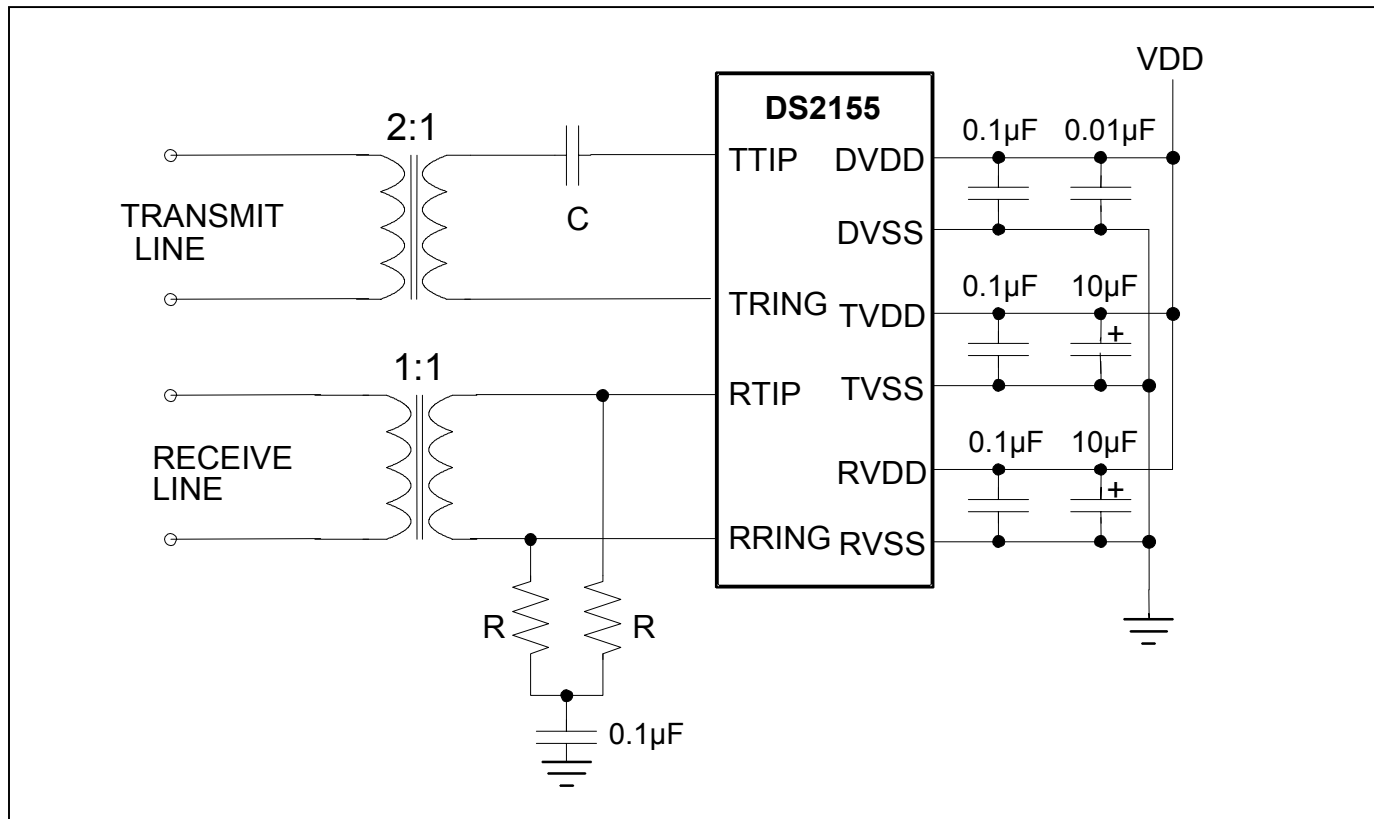 VDD
DS2155
2:1
0.1µF
0.01µF
TTIP
DVDD
TRANSMIT
LINE
C
DVSS
0.1µF
10µF
TRING
TVDD
+
1:1
RTIP
TVSS
RECEIVE
LINE
0.1µF
10µF
RVDD
+
RRING
RVSS
R
R
0.1µF